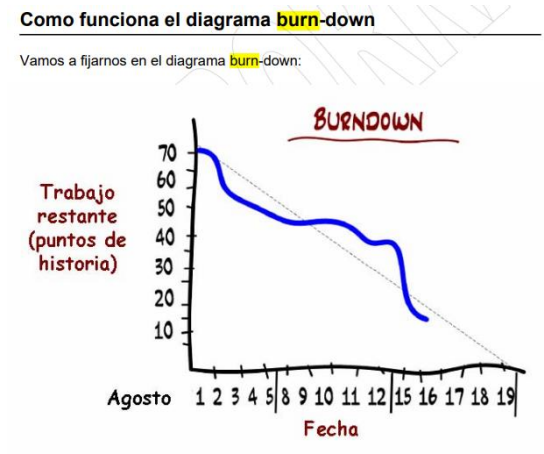 Como funciona el diagrama burn-down
Vamos a fijarnos en el diagrama burn-down:
BURNDOWN
70
60
50
40
30
20
10
Trabajo
restante
(puntos de
historia)
Agosto 1 2 3 4 5 8 9 10 11 12 15 16 17 18 19
Fecha